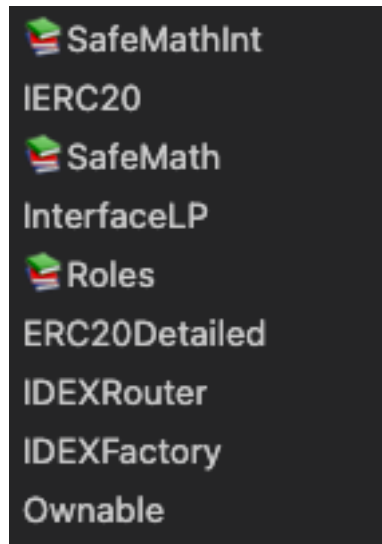 📚SafeMathInt
IERC20
📚SafeMath
InterfaceLP
📚Roles
ERC20Detailed
IDEXRouter
IDEXFactory
Ownable